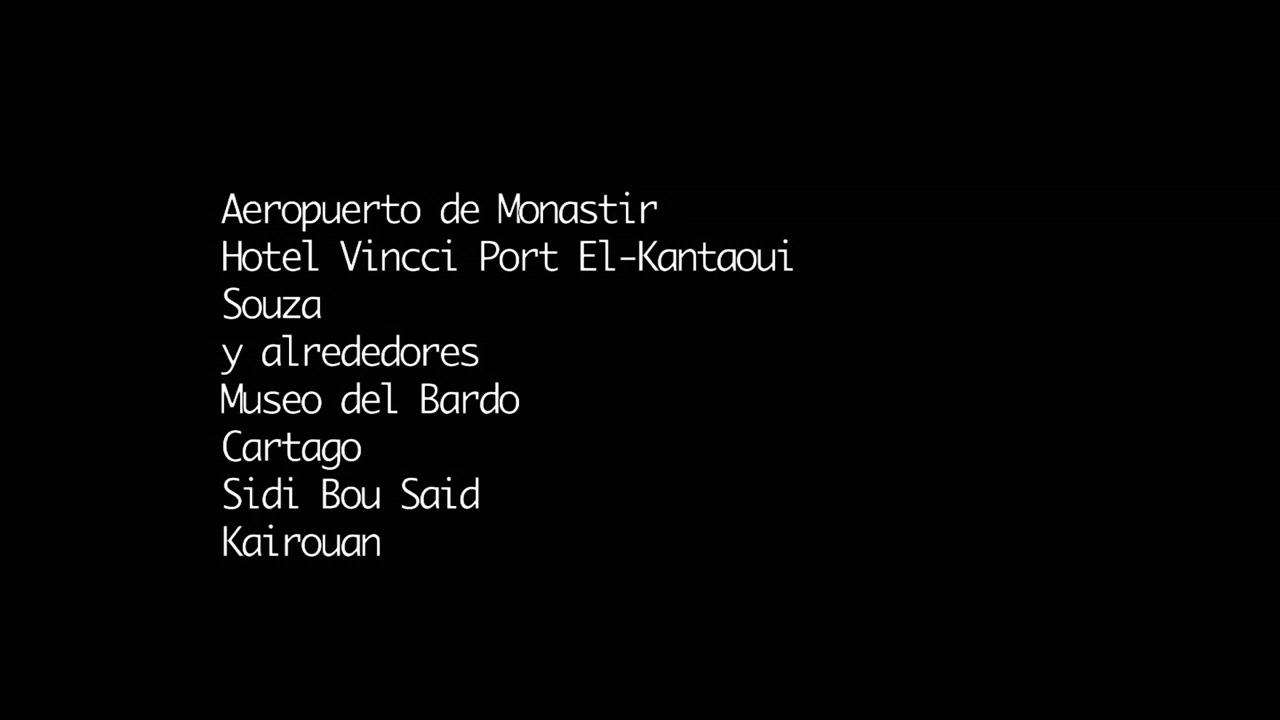 Aeropuerto de Monastir
Hotel Vincci Port El-Kantaoui
Souza
y alrededores
Museo del Bardo
Cartago
Sidi Bou Said
Kairouan